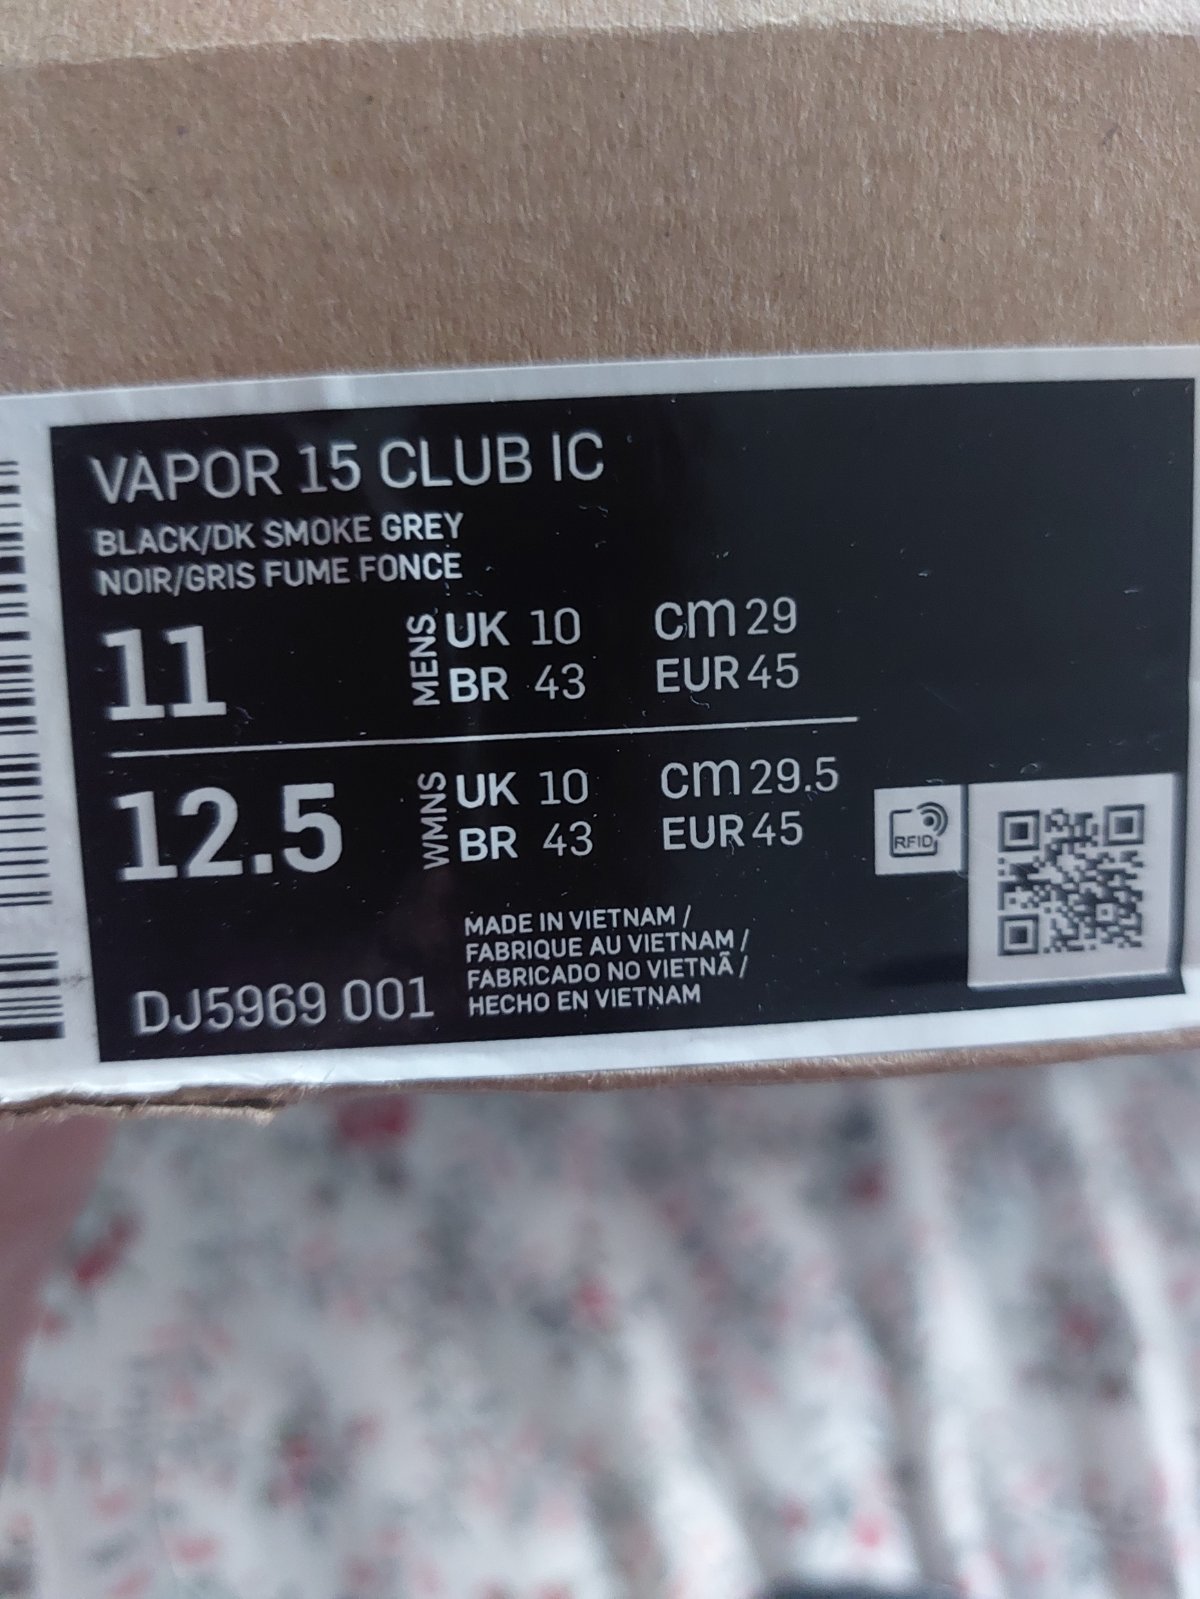 VAPOR 15 CLUB IC
BLACK/DK SMOKE GREY
NOIR/GRIS FUME FONCE
11 MENS UK 10 cm 29
BR 43 EUR 45
12.5 WMNS UK 10 cm 29.5
BR 43 EUR 45
RFID
MADE IN VIETNAM /
FABRIQUE AU VIETNAM /
FABRICADO NO VIETNÃ /
HECHO EN VIETNAM
DJ5969 001